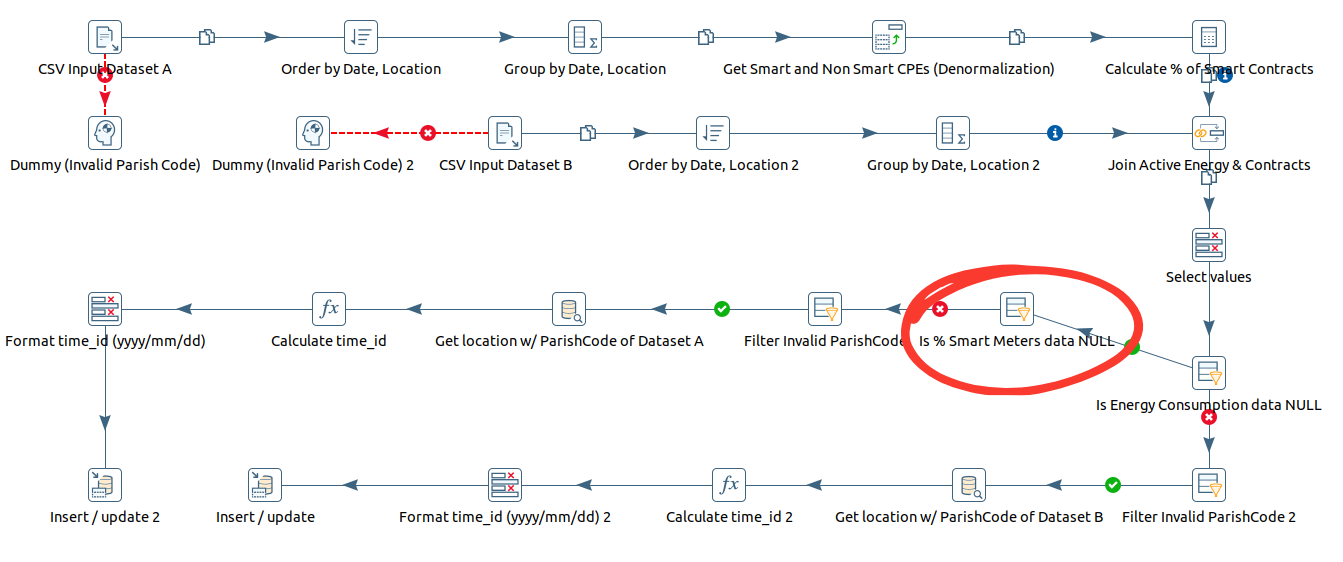 CSV Input Dataset A
Order by Date, Location
Group by Date, Location
Get Smart and Non Smart CPEs (Denormalization)
Calculate % of Smart Contracts
Dummy (Invalid Parish Code)
Dummy (Invalid Parish Code) 2
CSV Input Dataset B
Order by Date, Location 2
Group by Date, Location 2
Join Active Energy & Contracts
Select values
Format time_id (yyyy/mm/dd)
fx
Calculate time_id
Get location w/ ParishCode of Dataset A
Filter Invalid ParishCode
Is % Smart Meters data NULL
Is Energy Consumption data NULL
Insert / update 2
Insert / update
Format time_id (yyyy/mm/dd) 2
fx
Calculate time_id 2
Get location w/ ParishCode of Dataset B
Filter Invalid ParishCode 2